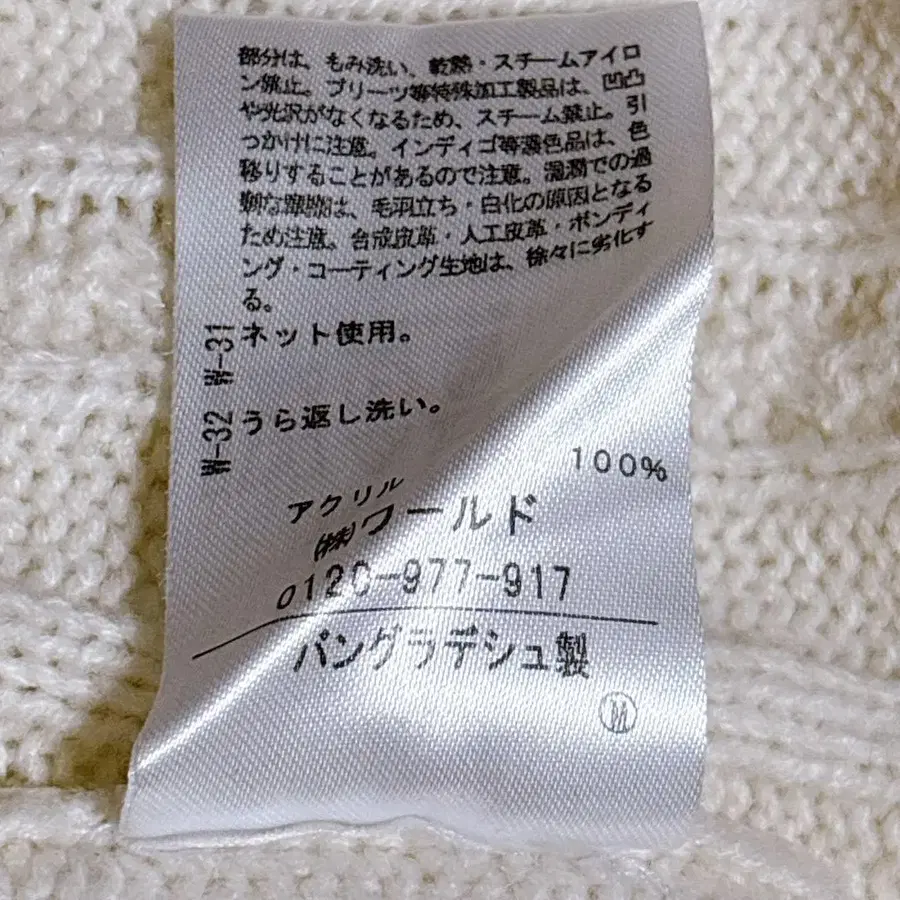 部分は、もみ洗い、乾熱・スチームアイロ
ン禁止。プリーツ等特殊加工製品は、凹凸
や光沢がなくなるため、スチーム禁止。引
っかけに注意。インディゴ等濃色品は、色
移りすることがあるので注意。湿潤での過
剰な摩擦は、毛羽立ち・白化の原因となる
ため注意。合成皮革・人工皮革・ボンディ
ング・コーティング生地は、徐々に劣化す
る。
W-31 ネット使用。
W-32 うら返し洗い。
アクリル 100%
㈱ワールド
0120-977-917
バングラデシュ製
Ⓜ